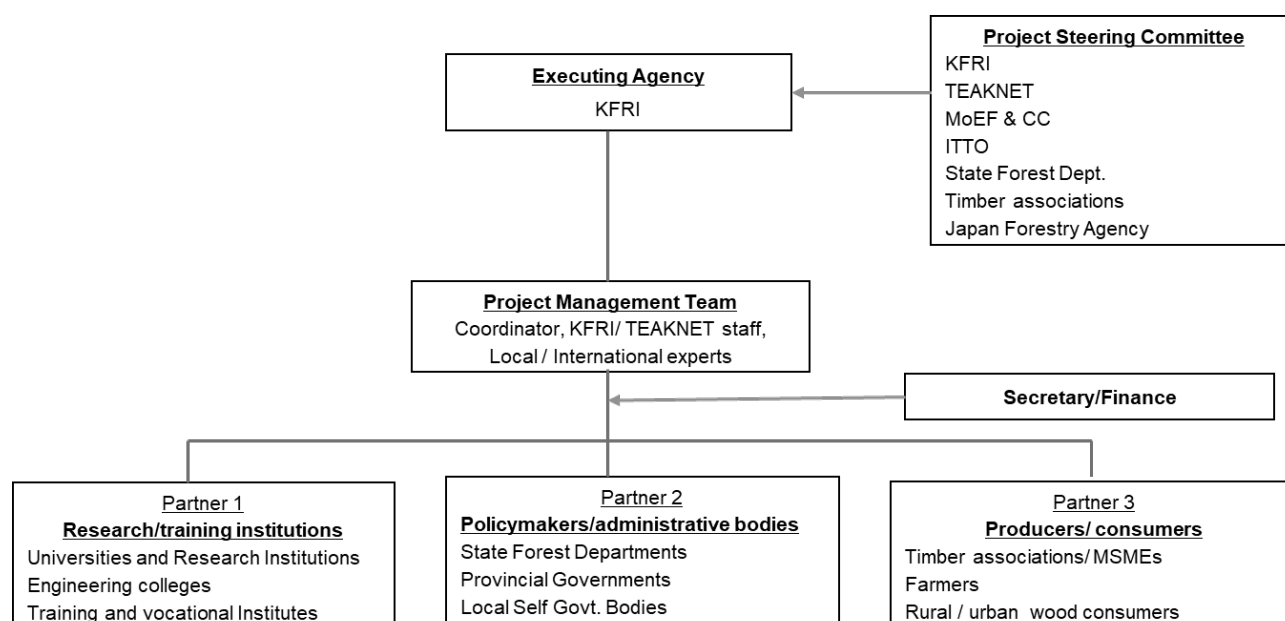 Project Steering Committee
KFRI
TEAKNET
MoEF & CC
ITTO
State Forest Dept.
Timber associations
Japan Forestry Agency
Executing Agency
KFRI
Project Management Team
Coordinator, KFRI/ TEAKNET staff,
Local / International experts
Secretary/Finance
Partner 1
Research/training institutions
Universities and Research Institutions
Engineering colleges
Training and vocational Institutes
Partner 2
Policymakers/administrative bodies
State Forest Departments
Provincial Governments
Local Self Govt. Bodies
Partner 3
Producers/ consumers
Timber associations/ MSMEs
Farmers
Rural / urban wood consumers